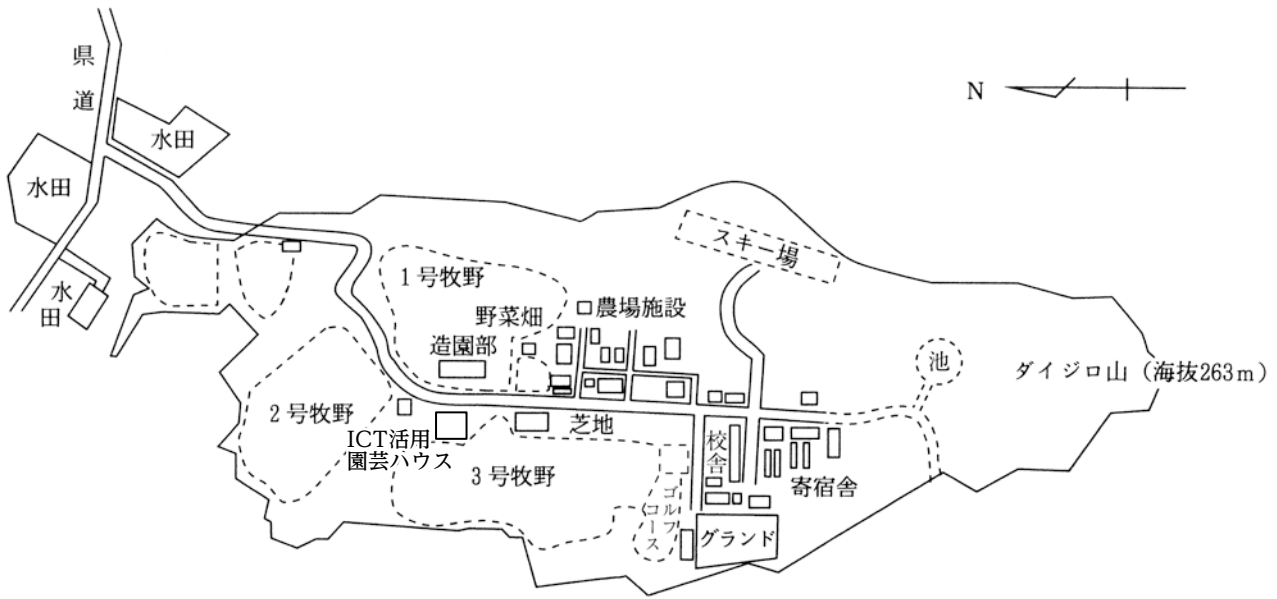 県道
N
水田
水田
水田
スキー場
1号牧野
農場施設
野菜畑
造園部
池
ダイジロ山（海抜263m）
2号牧野
芝地
ICT活用
園芸ハウス
校舎
3号牧野
寄宿舎
ゴルフ
コース
グランド